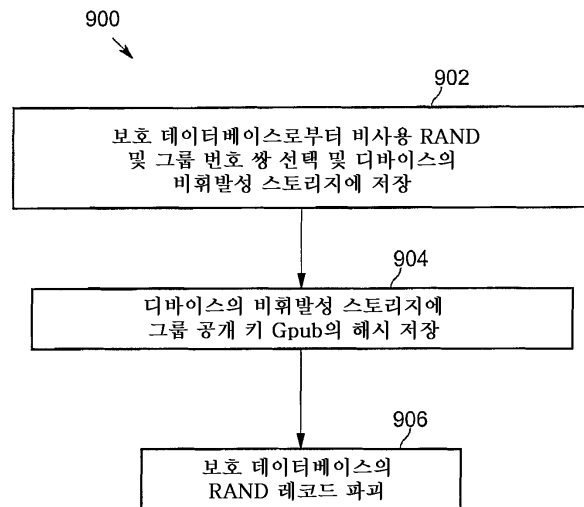 900
902
보호 데이터베이스로부터 비사용 RAND
및 그룹 번호 쌍 선택 및 디바이스의
비휘발성 스토리지에 저장
904
디바이스의 비휘발성 스토리지에
그룹 공개 키 Gpub의 해시 저장
906
보호 데이터베이스의
RAND 레코드 파괴